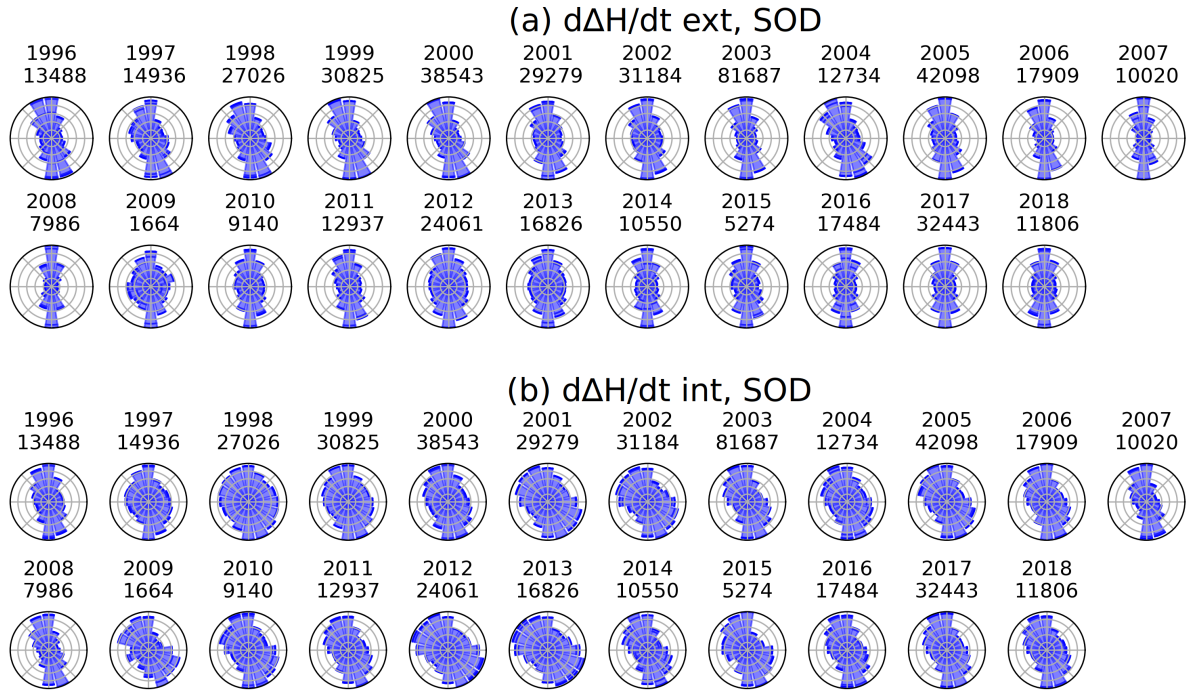 (a) dΔH/dt ext, SOD
1996 1997 1998 1999 2000 2001 2002 2003 2004 2005 2006 2007
13488 14936 27026 30825 38543 29279 31184 81687 12734 42098 17909 10020
2008 2009 2010 2011 2012 2013 2014 2015 2016 2017 2018
7986 1664 9140 12937 24061 16826 10550 5274 17484 32443 11806
(b) dΔH/dt int, SOD
1996 1997 1998 1999 2000 2001 2002 2003 2004 2005 2006 2007
13488 14936 27026 30825 38543 29279 31184 81687 12734 42098 17909 10020
2008 2009 2010 2011 2012 2013 2014 2015 2016 2017 2018
7986 1664 9140 12937 24061 16826 10550 5274 17484 32443 11806